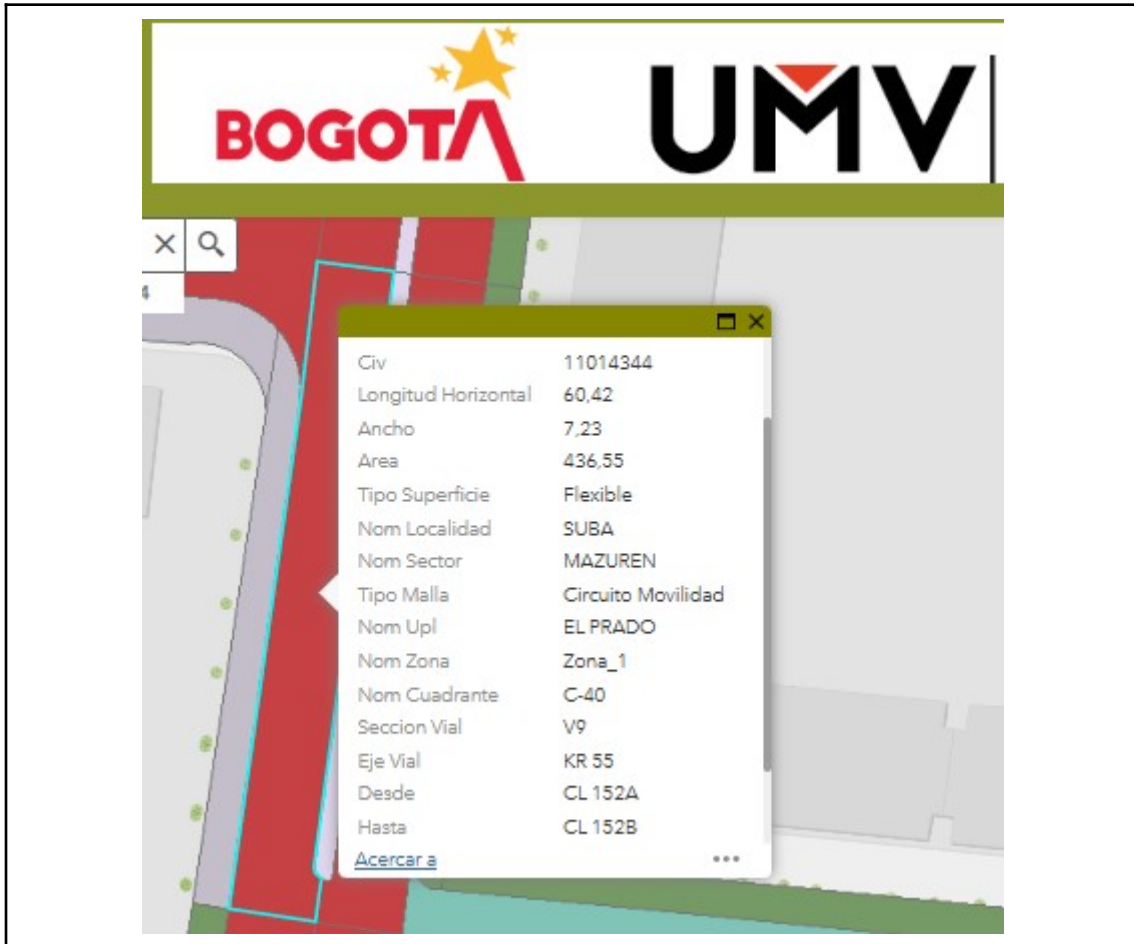 BOGOTA
UMV
4
Civ 11014344
Longitud Horizontal 60,42
Ancho 7,23
Area 436,55
Tipo Superficie Flexible
Nom Localidad SUBA
Nom Sector MAZUREN
Tipo Malla Circuito Movilidad
Nom Upl EL PRADO
Nom Zona Zona_1
Nom Cuadrante C-40
Seccion Vial V9
Eje Vial KR 55
Desde CL 152A
Hasta CL 152B
Acercar a